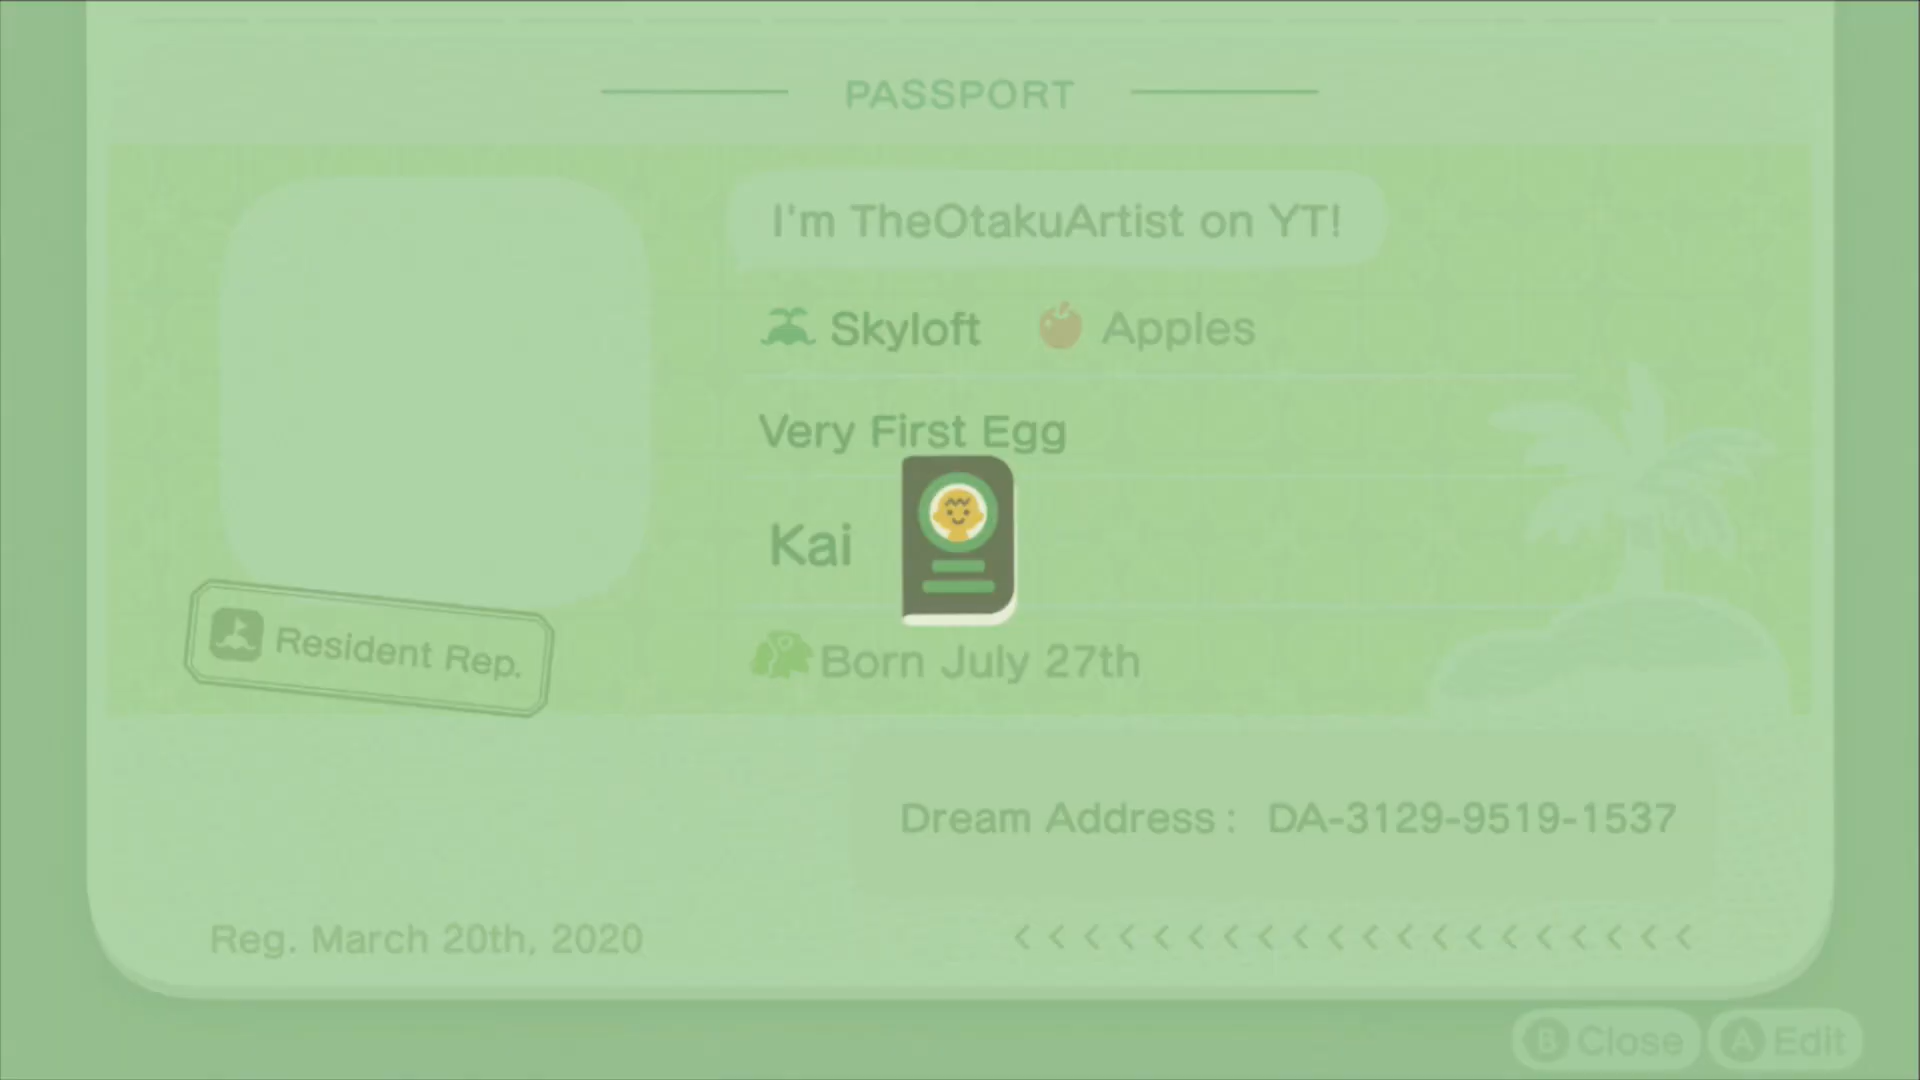 PASSPORT
I'm TheOtakuArtist on YT!
Skyloft Apples
Very First Egg
Kai
Resident Rep.
Born July 27th
Dream Address : DA-3129-9519-1537
Reg. March 20th, 2020
< < < < < < < < < < < < < < < < < < < <
B Close A Edit